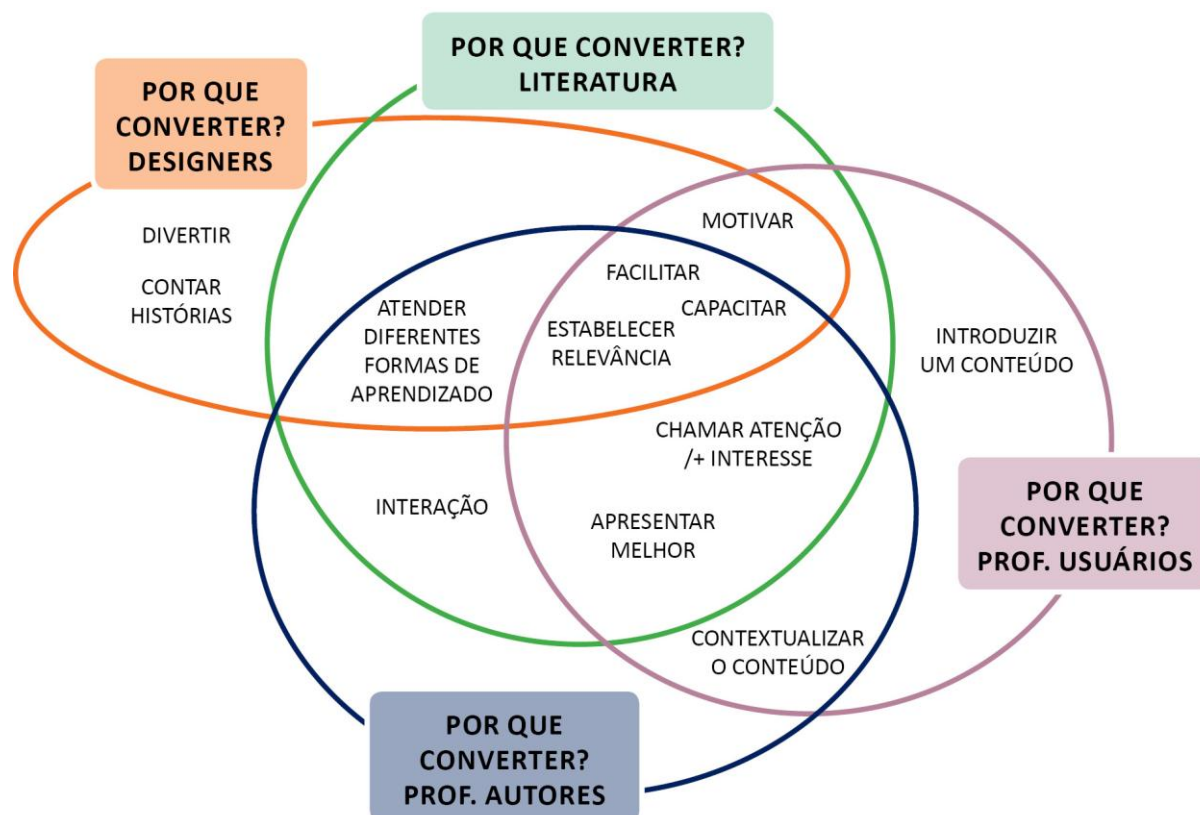 POR QUE CONVERTER?
LITERATURA
POR QUE
CONVERTER?
DESIGNERS
DIVERTIR
CONTAR
HISTÓRIAS
MOTIVAR
FACILITAR
CAPACITAR
ATENDER
DIFERENTES
FORMAS DE
APRENDIZADO
ESTABELECER
RELEVÂNCIA
INTRODUZIR
UM CONTEÚDO
CHAMAR ATENÇÃO
/+ INTERESSE
INTERAÇÃO
APRESENTAR
MELHOR
POR QUE
CONVERTER?
PROF. USUÁRIOS
CONTEXTUALIZAR
O CONTEÚDO
POR QUE
CONVERTER?
PROF. AUTORES